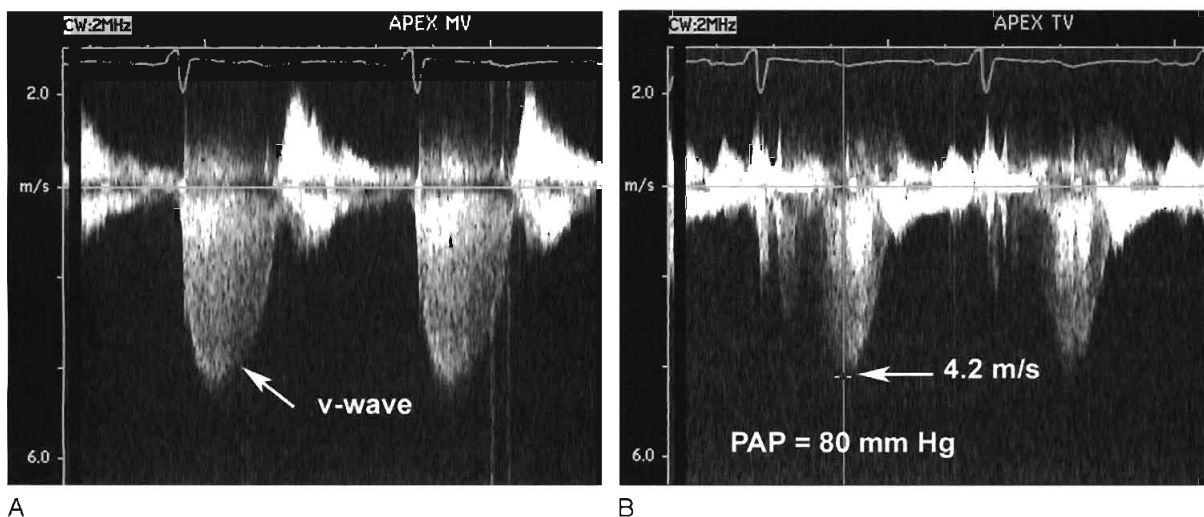 CW:2MHz
APEX MV
2.0
m/s
v-wave
6.0
A
CW:2MHz
APEX TV
2.0
m/s
4.2 m/s
PAP = 80 mm Hg
6.0
B